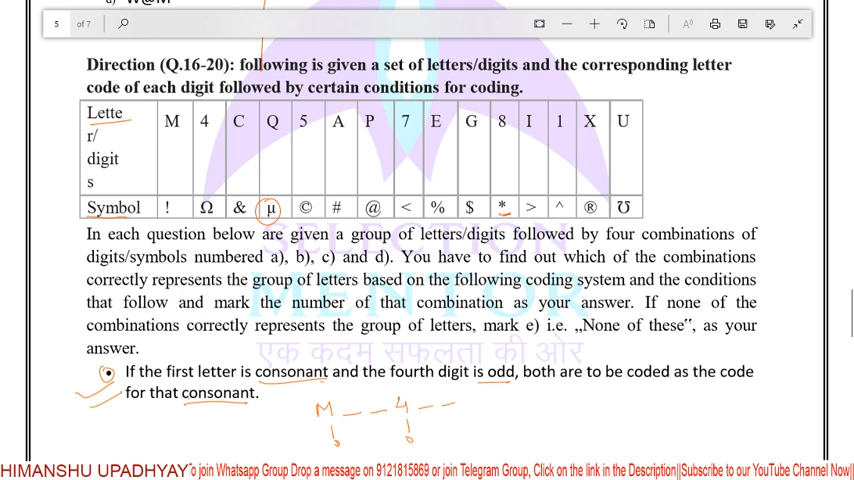 d) W@M
5 of 7
Direction (Q.16-20): following is given a set of letters/digits and the corresponding letter
code of each digit followed by certain conditions for coding.
Lette
r/
digit
s
M 4 C Q 5 A P 7 E G 8 I 1 X U
Symbol ! Ω & µ © # @ < % $ * > ^ ® Ʊ
In each question below are given a group of letters/digits followed by four combinations of
digits/symbols numbered a), b), c) and d). You have to find out which of the combinations
correctly represents the group of letters based on the following coding system and the conditions
that follow and mark the number of that combination as your answer. If none of the
combinations correctly represents the group of letters, mark e) i.e. „None of these‟, as your
answer.
SELECTION
MENTOR
एक कदम सफलता की ओर
• If the first letter is consonant and the fourth digit is odd, both are to be coded as the code
for that consonant.
M _ _ 4 _ _
HIMANSHU UPADHYAY To join Whatsapp Group Drop a message on 9121815869 or join Telegram Group, Click on the link in the Description||Subscribe to our YouTube Channel Now||